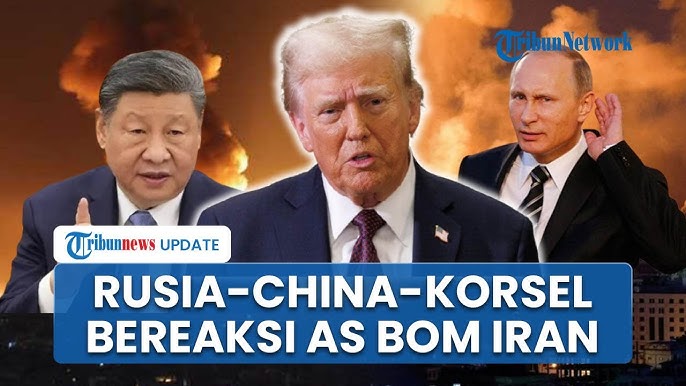 TribunNetwork
Tribunnews UPDATE
RUSIA-CHINA-KORSEL
BEREAKSI AS BOM IRAN